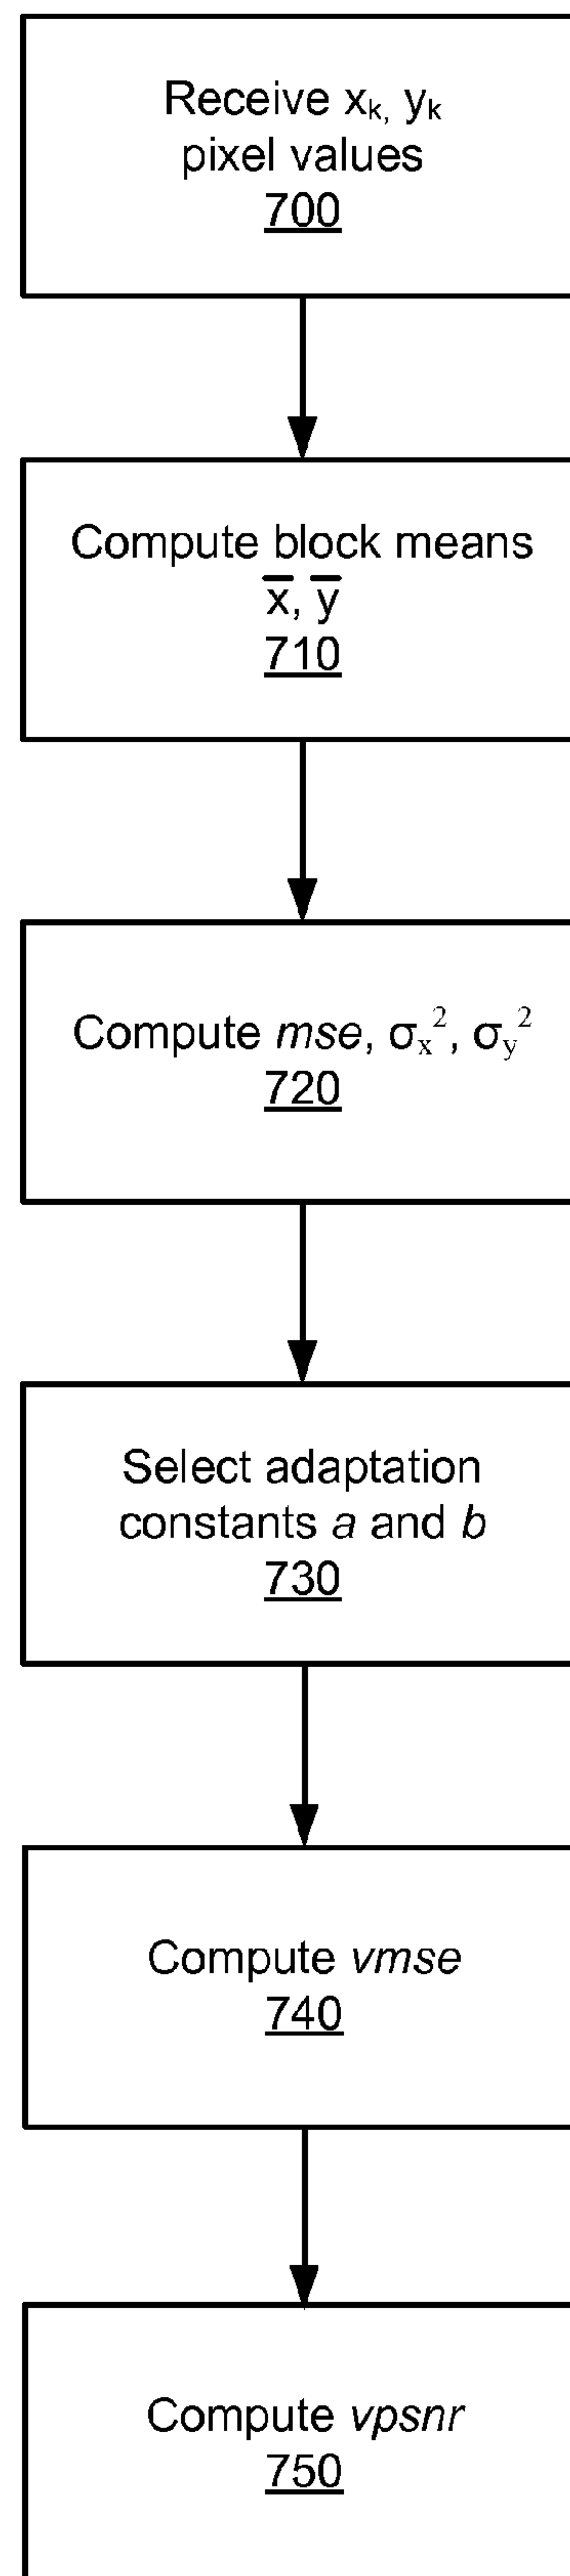 Receive xₖ, yₖ
pixel values
700
Compute block means
x̅, y̅
710
Compute mse, σₓ², σᵧ²
720
Select adaptation
constants a and b
730
Compute vmse
740
Compute vpsnr
750